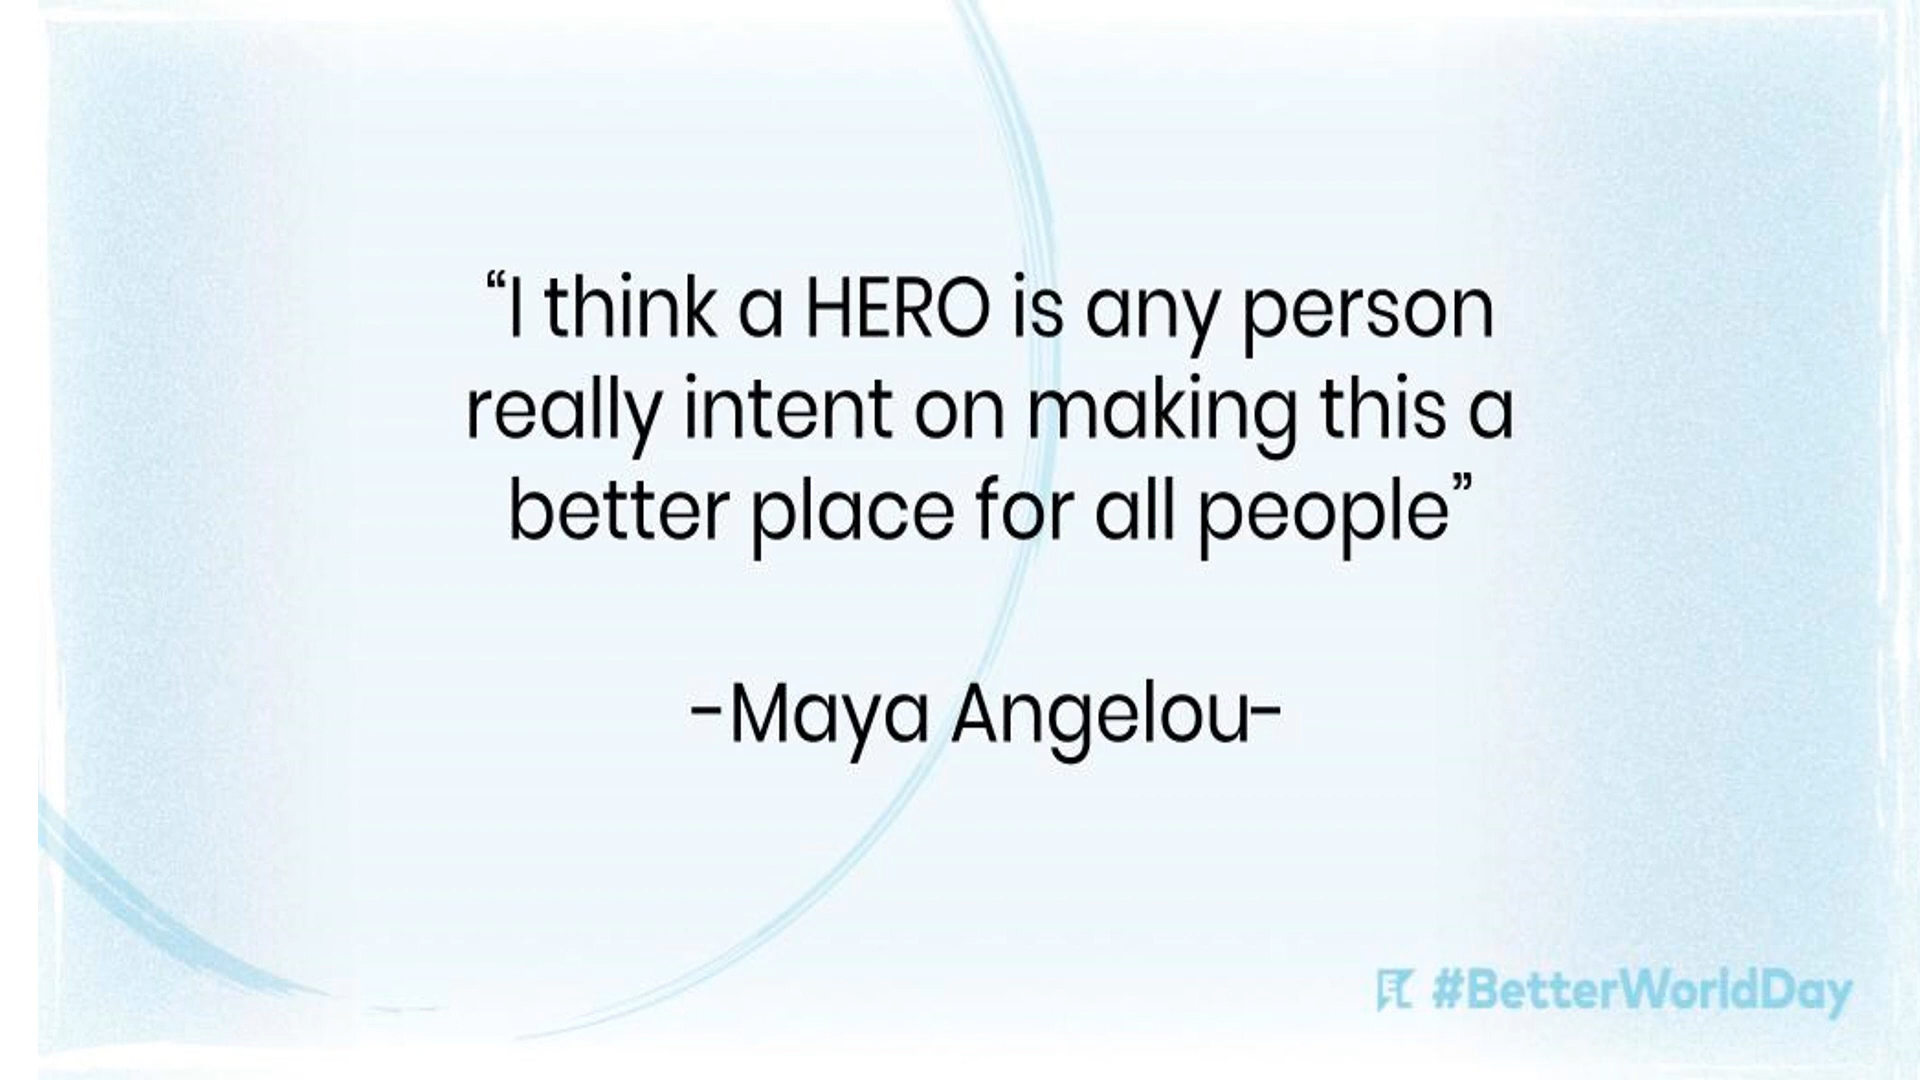 “I think a HERO is any person
really intent on making this a
better place for all people”
-Maya Angelou-
#BetterWorldDay